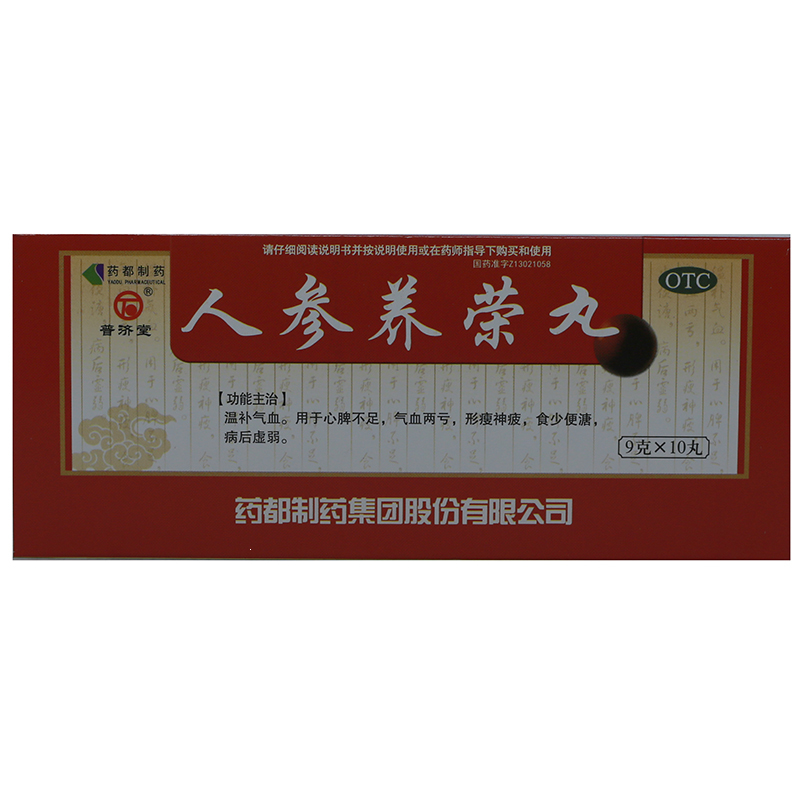 请仔细阅读说明书并按说明使用或在药师指导下购买和使用
国药准字Z13021058
药都制药
YAODU PHARMACEUTICAL
普济堂
®
人参养荣丸
OTC
【功能主治】
温补气血。用于心脾不足，气血两亏，形瘦神疲，食少便溏，
病后虚弱。
9克×10丸
药都制药集团股份有限公司